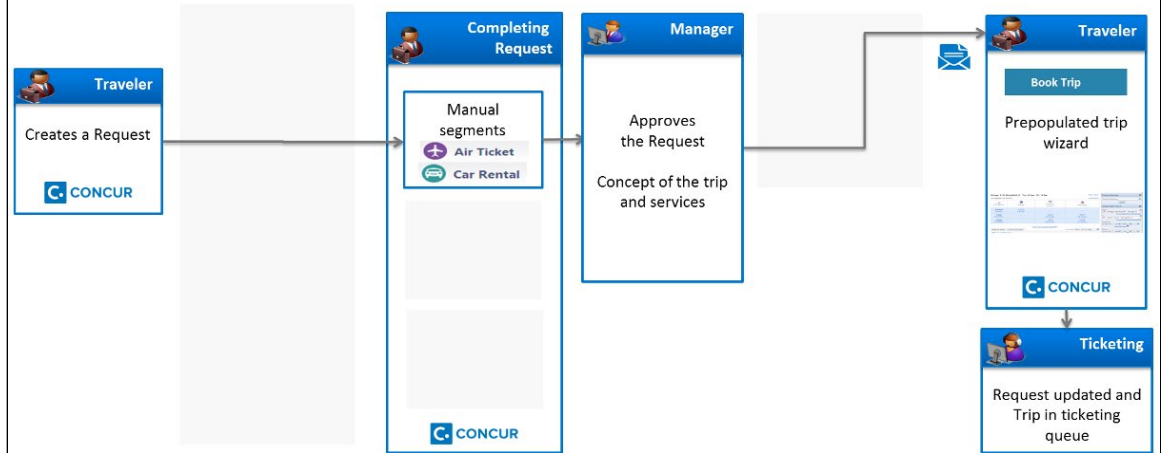 Traveler
Creates a Request
C. CONCUR
Completing
Request
Manual
segments
Air Ticket
Car Rental
C. CONCUR
Manager
Approves
the Request
Concept of the trip
and services
Traveler
Book Trip
Prepopulated trip
wizard
C. CONCUR
Ticketing
Request updated and
Trip in ticketing
queue